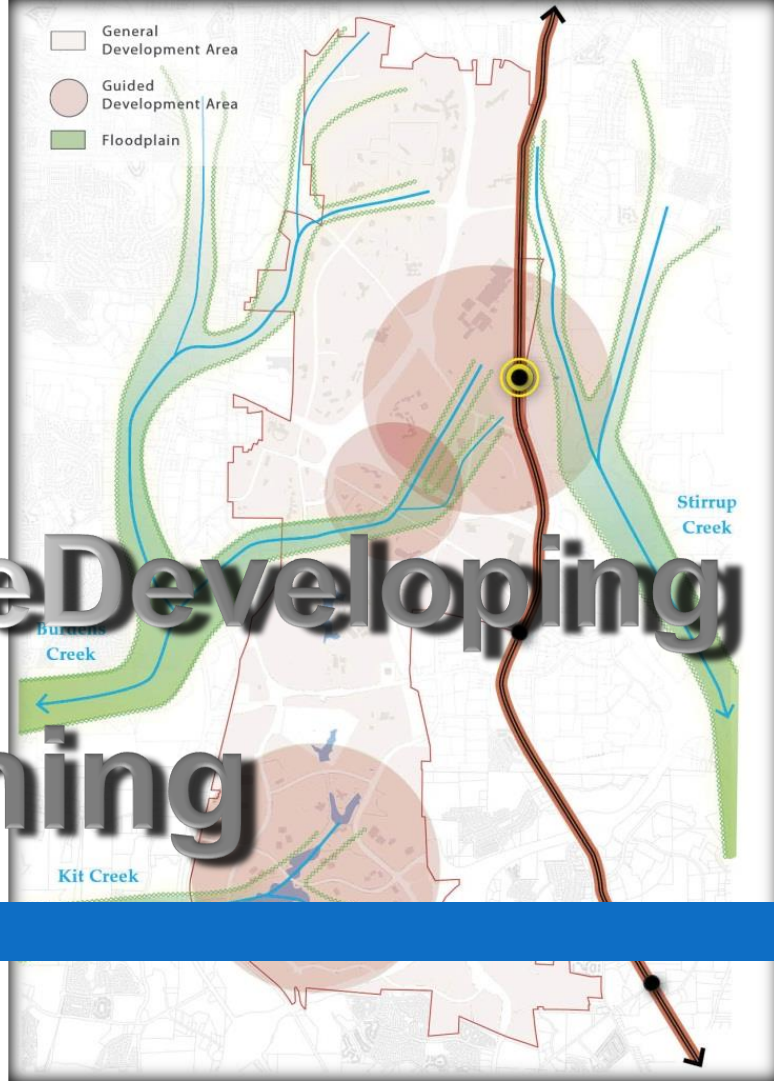 General
Development Area
Guided
Development Area
Floodplain
Stirrup
Creek
eDeveloping
Burdens
Creek
ning
Kit Creek